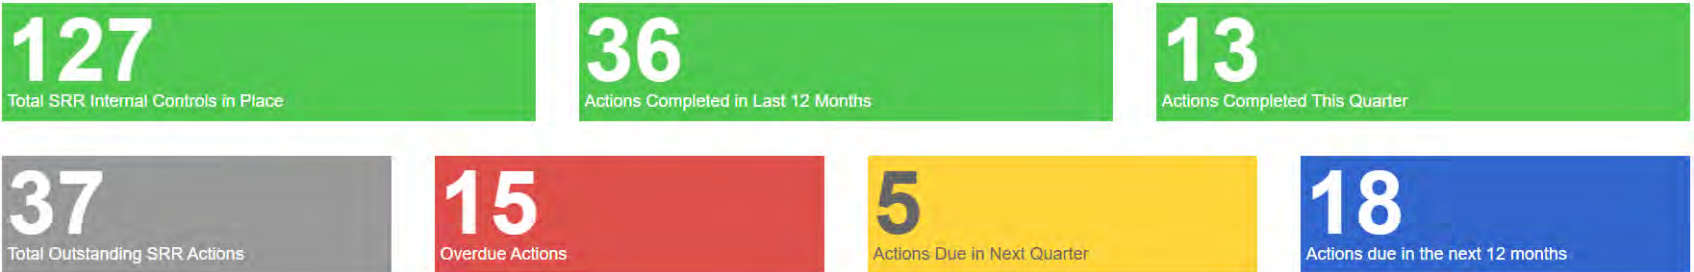 127
Total SRR Internal Controls in Place
36
Actions Completed in Last 12 Months
13
Actions Completed This Quarter
37
Total Outstanding SRR Actions
15
Overdue Actions
5
Actions Due in Next Quarter
18
Actions due in the next 12 months